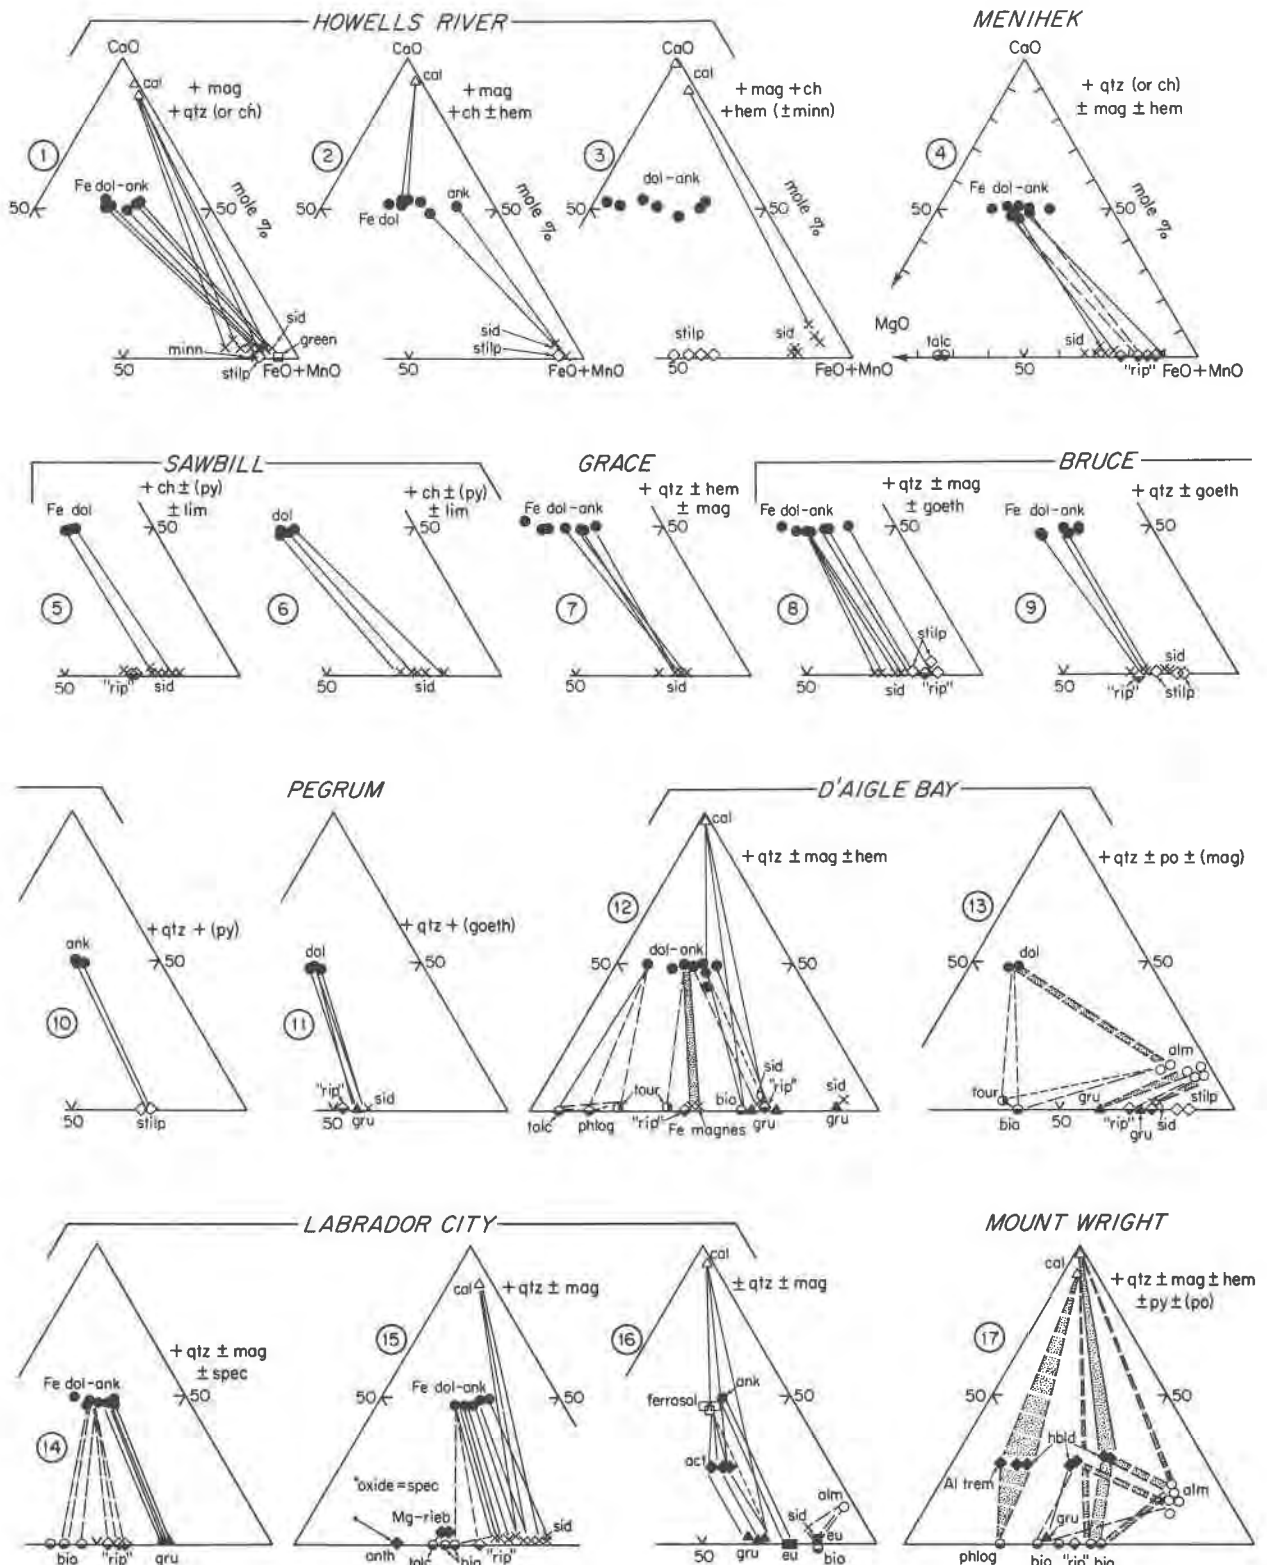 HOWELLS RIVER
MENIHEK
CaO
cal
+ mag
+ qtz (or ch)
1
Fe dol-ank
50
50
mole %
sid
green
minn
stilp
50
FeO+MnO
CaO
cal
+ mag
+ ch ± hem
2
ank
50
Fe dol
50
mole %
sid
stilp
50
FeO+MnO
CaO
cal
+ mag + ch
+ hem (± minn)
3
dol-ank
50
50
mole %
stilp
sid
50
FeO+MnO
CaO
+ qtz (or ch)
± mag ± hem
4
Fe dol-ank
50
50
mole %
MgO
talc
sid
50
"rip"
FeO+MnO
SAWBILL
GRACE
BRUCE
+ ch ± (py)
± lim
Fe dol
50
5
50
"rip"
sid
+ ch ± (py)
± lim
dol
50
6
50
sid
+ qtz ± hem
± mag
Fe dol-ank
50
7
50
sid
+ qtz ± mag
± goeth
Fe dol-ank
50
8
stilp
50
sid
"rip"
+ qtz ± goeth
Fe dol-ank
50
9
sid
50
"rip"
stilp
PEGRUM
D'AIGLE BAY
+ qtz + (py)
ank
50
10
50
stilp
+ qtz + (goeth)
dol
50
11
"rip"
sid
50
gru
cal
+ qtz ± mag ± hem
12
dol-ank
50
50
tour
sid
"rip"
bio
sid
talc
phlog
"rip"
Fe magnes
gru
gru
+ qtz ± po ± (mag)
13
50
dol
50
alm
tour
gru
stilp
bio
50
"rip"
gru
sid
LABRADOR CITY
MOUNT WRIGHT
+ qtz ± mag
± spec
Fe dol-ank
50
14
bio
"rip"
gru
cal
+ qtz ± mag
15
Fe dol-ank
50
50
*oxide = spec
Mg-rieb
sid
anth
talc
bio
"rip"
cal
± qtz ± mag
16
ank
ferrosal
50
act
alm
sid
eu
50
gru
eu
bio
cal
+ qtz ± mag ± hem
± py ± (po)
17
50
50
hbld
Al trem
alm
gru
phlog
bio
"rip"
bio